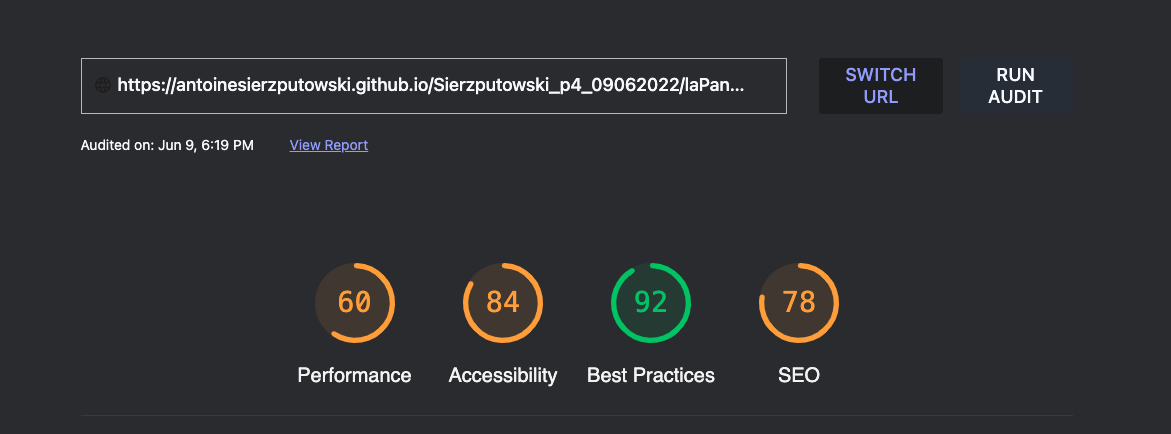 https://antoinesierzputowski.github.io/Sierzputowski_p4_09062022/laPan...
SWITCH
URL
RUN
AUDIT
Audited on: Jun 9, 6:19 PM
View Report
60
84
92
78
Performance
Accessibility
Best Practices
SEO